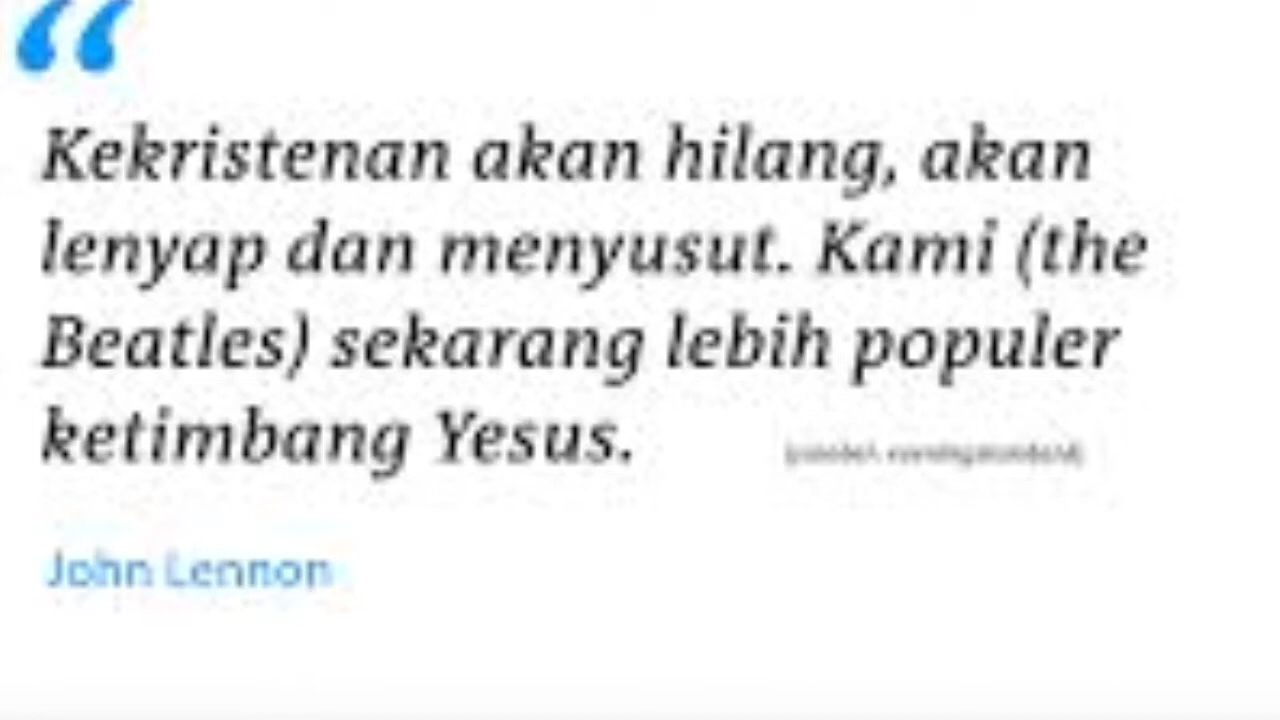 “
Kekristenan akan hilang, akan
lenyap dan menyusut. Kami (the
Beatles) sekarang lebih populer
ketimbang Yesus.
John Lennon